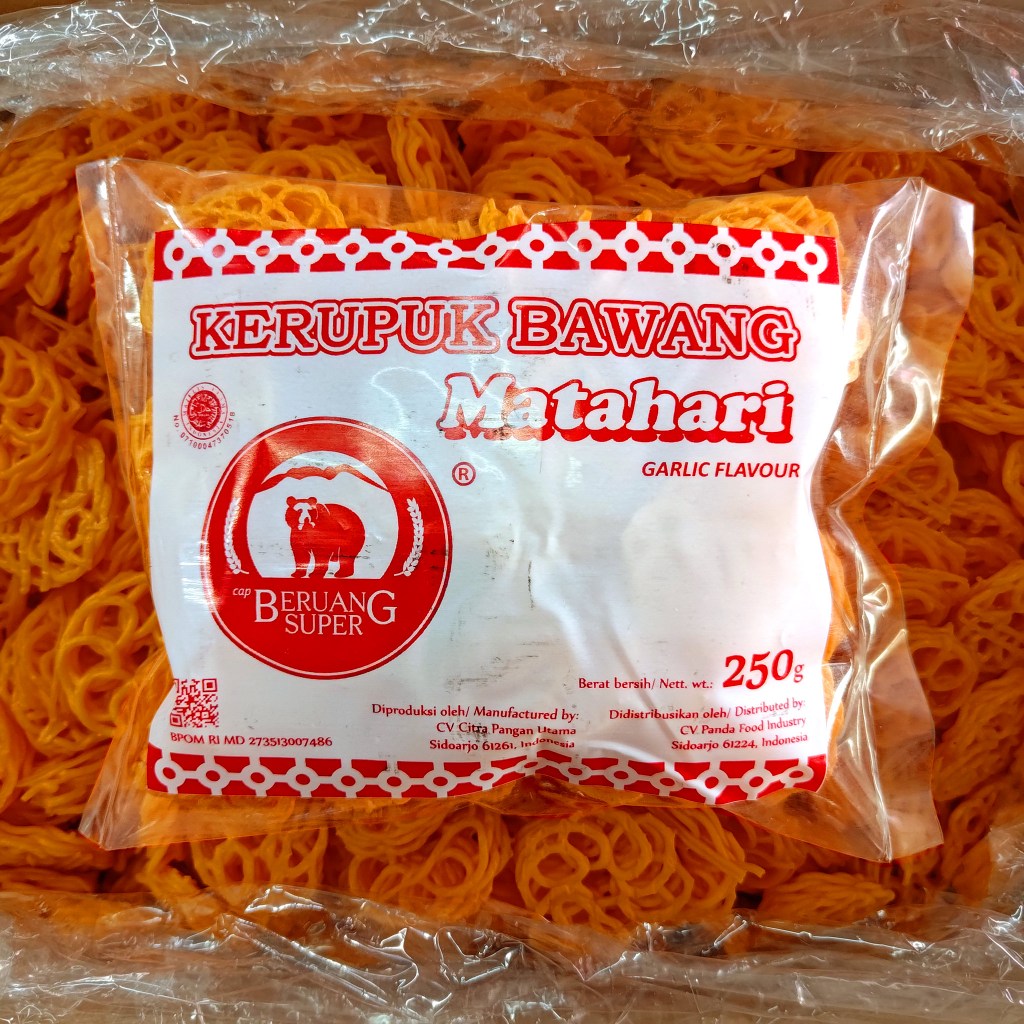 KERUPUK BAWANG
Matahari
GARLIC FLAVOUR
No. 07100047370518
®
cap
BERUANG
SUPER
Berat bersih/ Nett. wt.: 250g
Diproduksi oleh/ Manufactured by:
CV Citra Pangan Utama
Sidoarjo 61261, Indonesia
Didistribusikan oleh/ Distributed by:
CV Panda Food Industry
Sidoarjo 61224, Indonesia
BPOM RI MD 273513007486